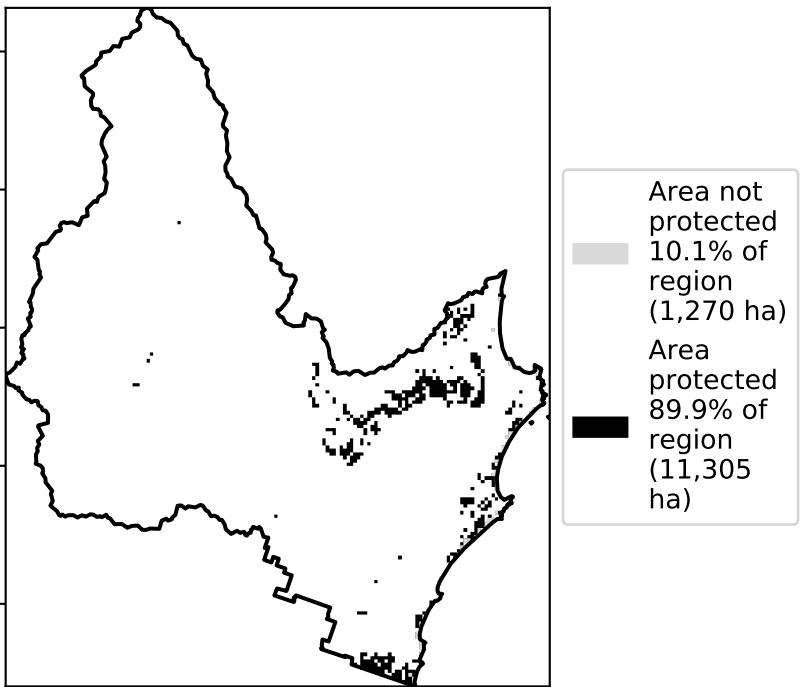 Area not
protected
10.1% of
region
(1,270 ha)
Area
protected
89.9% of
region
(11,305
ha)